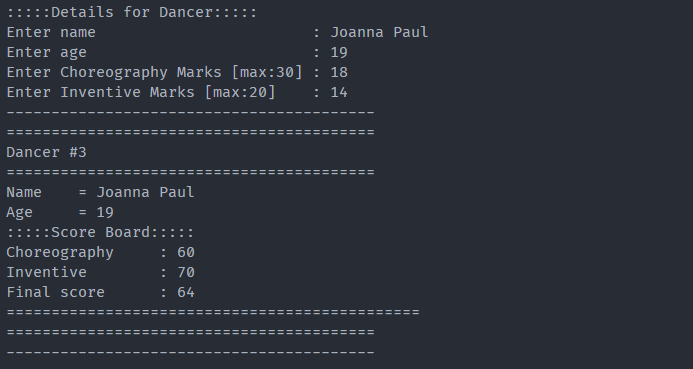 :::::Details for Dancer:::::
Enter name                        : Joanna Paul
Enter age                         : 19
Enter Choreography Marks [max:30] : 18
Enter Inventive Marks [max:20]    : 14
-----------------------------------------
=========================================
Dancer #3
=========================================
Name    = Joanna Paul
Age     = 19
:::::Score Board:::::
Choreography     : 60
Inventive        : 70
Final score      : 64
==============================================
=========================================
-----------------------------------------